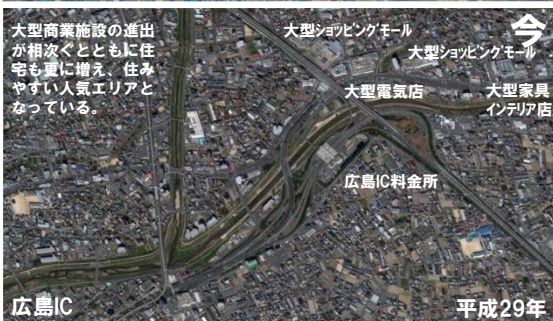 大型商業施設の進出
が相次ぐとともに住
宅も更に増え、住み
やすい人気エリアと
なっている。
今
大型ショッピングモール
大型ショッピングモール
大型電気店
大型家具
インテリア店
広島IC料金所
広島IC
平成29年